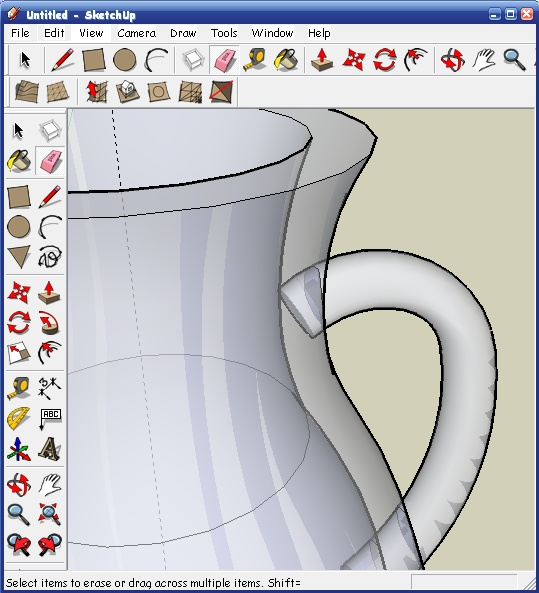 Untitled - SketchUp
File Edit View Camera Draw Tools Window Help
ABC
A
Select items to erase or drag across multiple items. Shift=